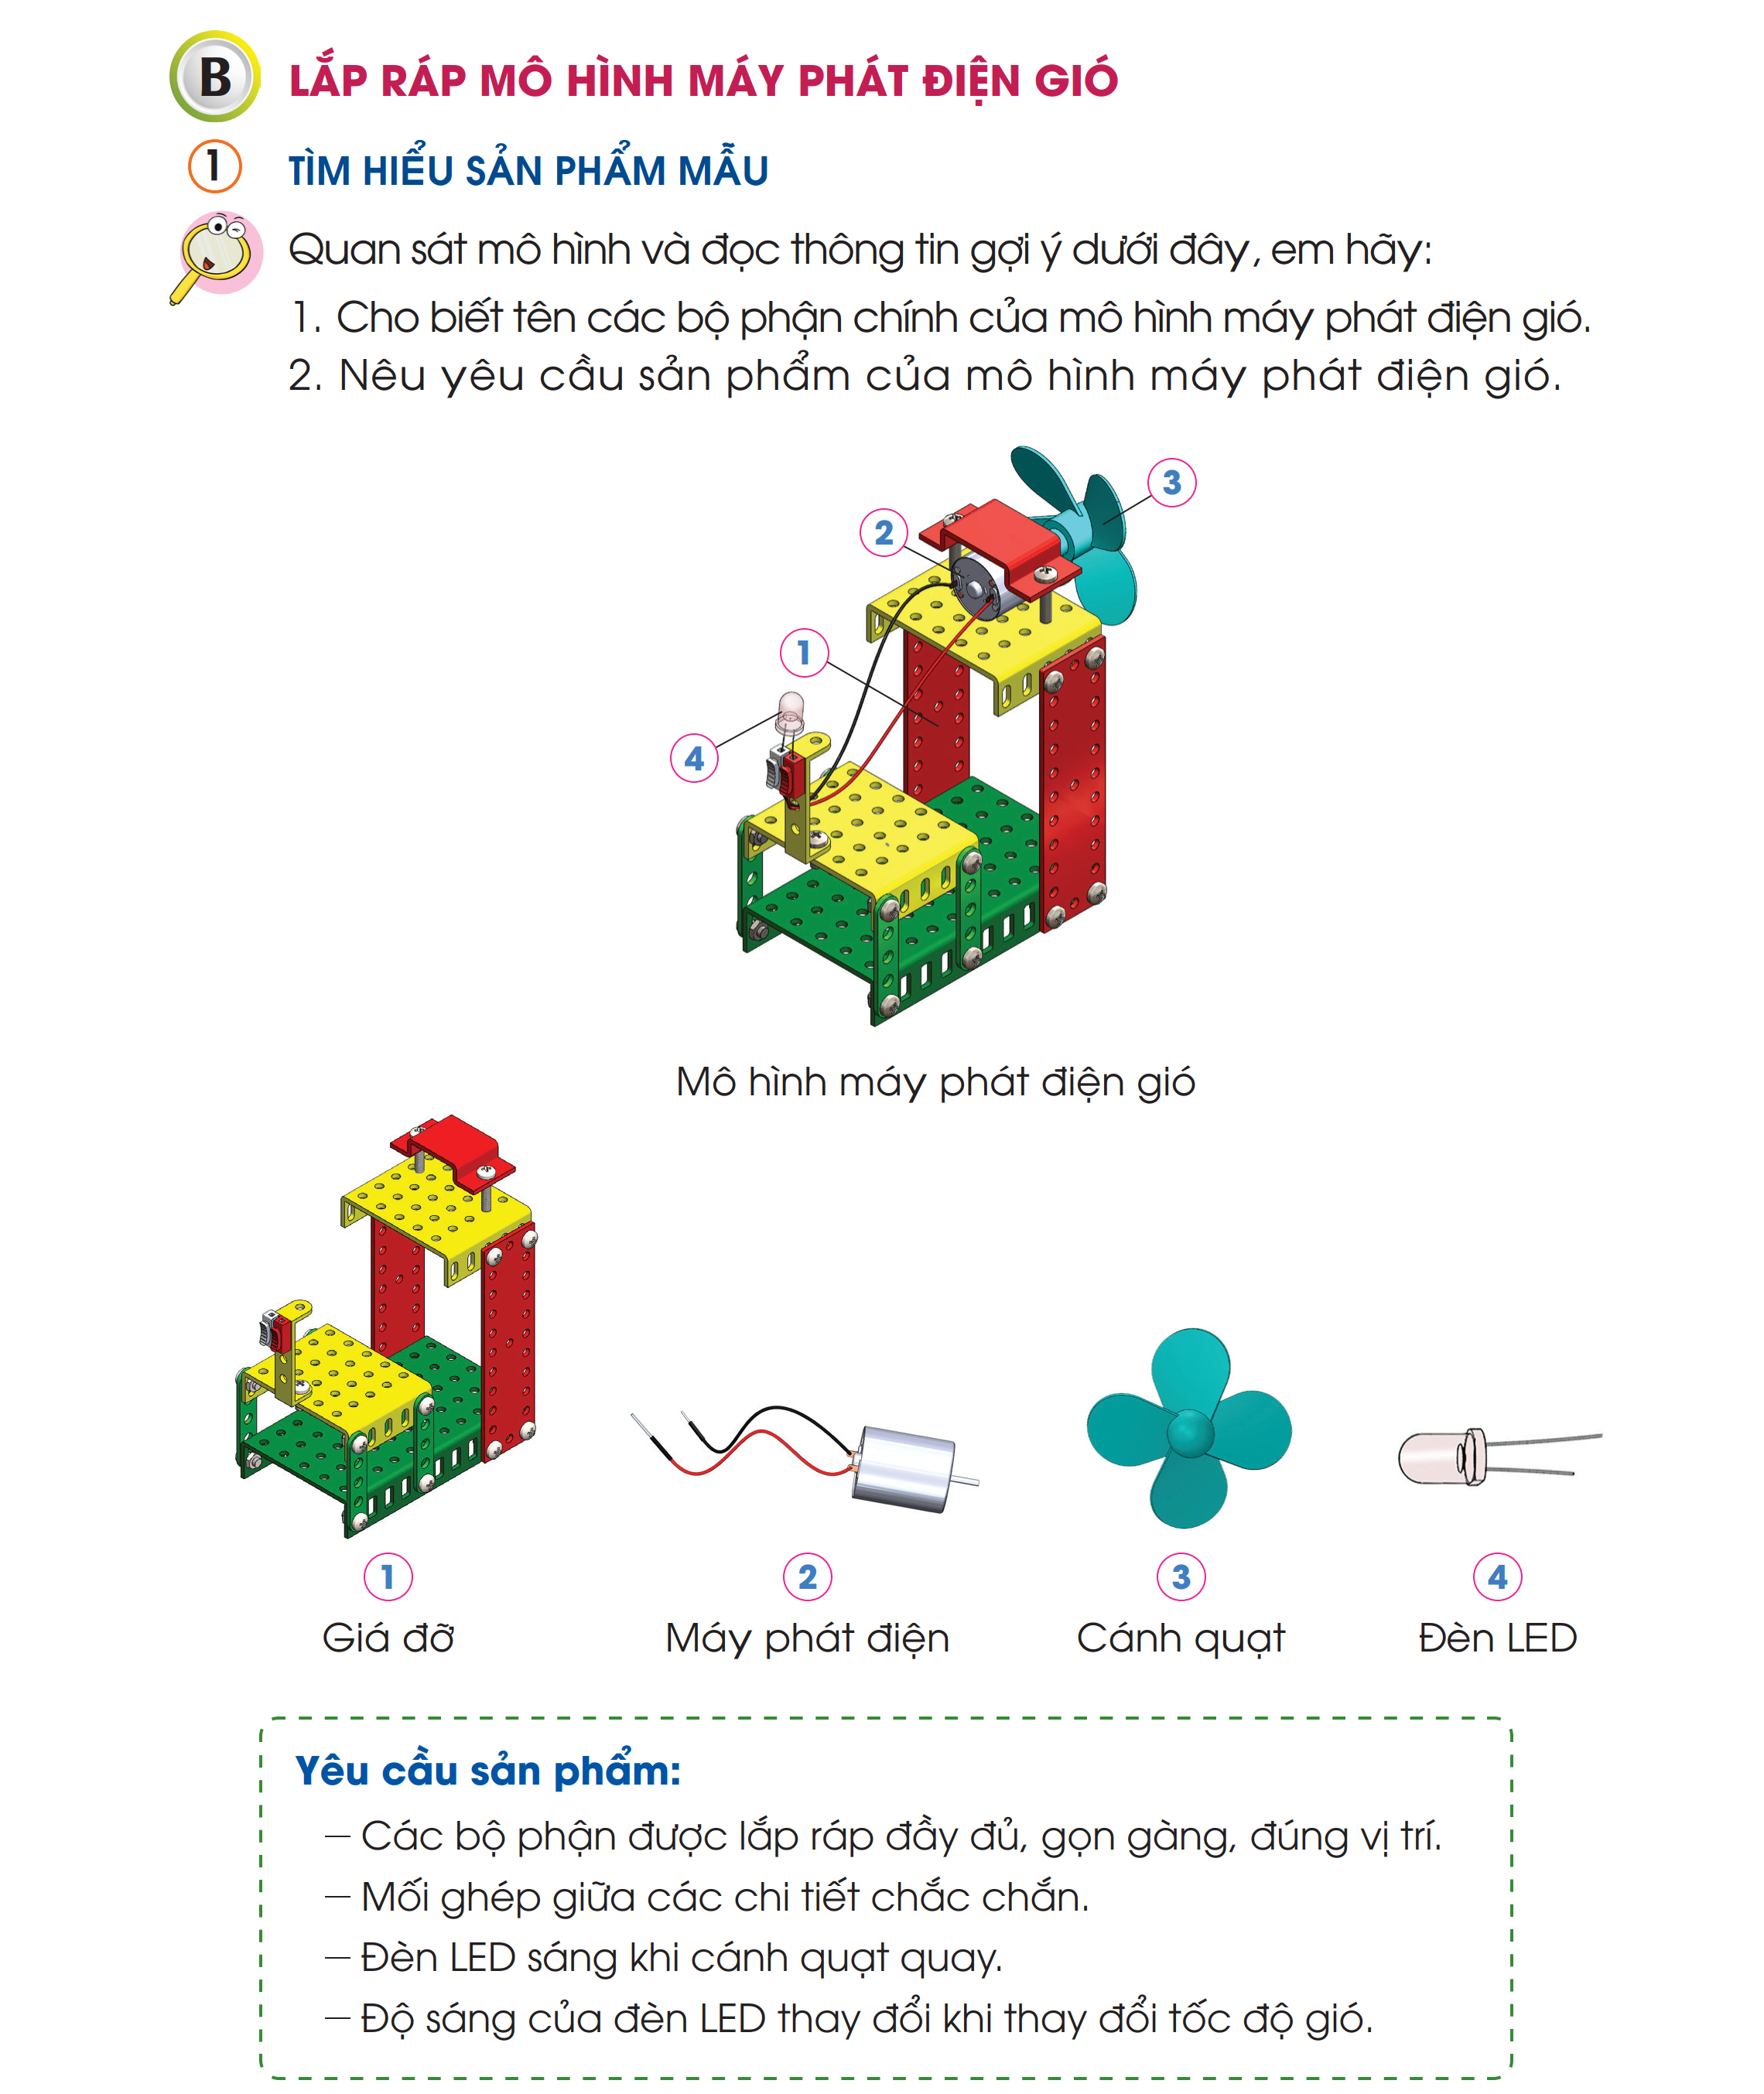 B LẮP RÁP MÔ HÌNH MÁY PHÁT ĐIỆN GIÓ
1 TÌM HIỂU SẢN PHẨM MẪU
Quan sát mô hình và đọc thông tin gợi ý dưới đây, em hãy:
1. Cho biết tên các bộ phận chính của mô hình máy phát điện gió.
2. Nêu yêu cầu sản phẩm của mô hình máy phát điện gió.
3
2
1
4
Mô hình máy phát điện gió
1 2 3 4
Giá đỡ Máy phát điện Cánh quạt Đèn LED
Yêu cầu sản phẩm:
– Các bộ phận được lắp ráp đầy đủ, gọn gàng, đúng vị trí.
– Mối ghép giữa các chi tiết chắc chắn.
– Đèn LED sáng khi cánh quạt quay.
– Độ sáng của đèn LED thay đổi khi thay đổi tốc độ gió.